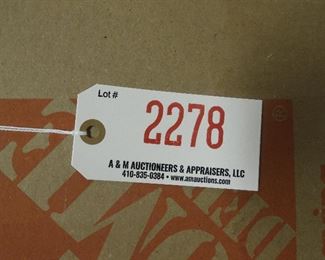 Lot #
2278
A & M AUCTIONEERS & APPRAISERS, LLC
410-835-0384 • www.amauctions.com